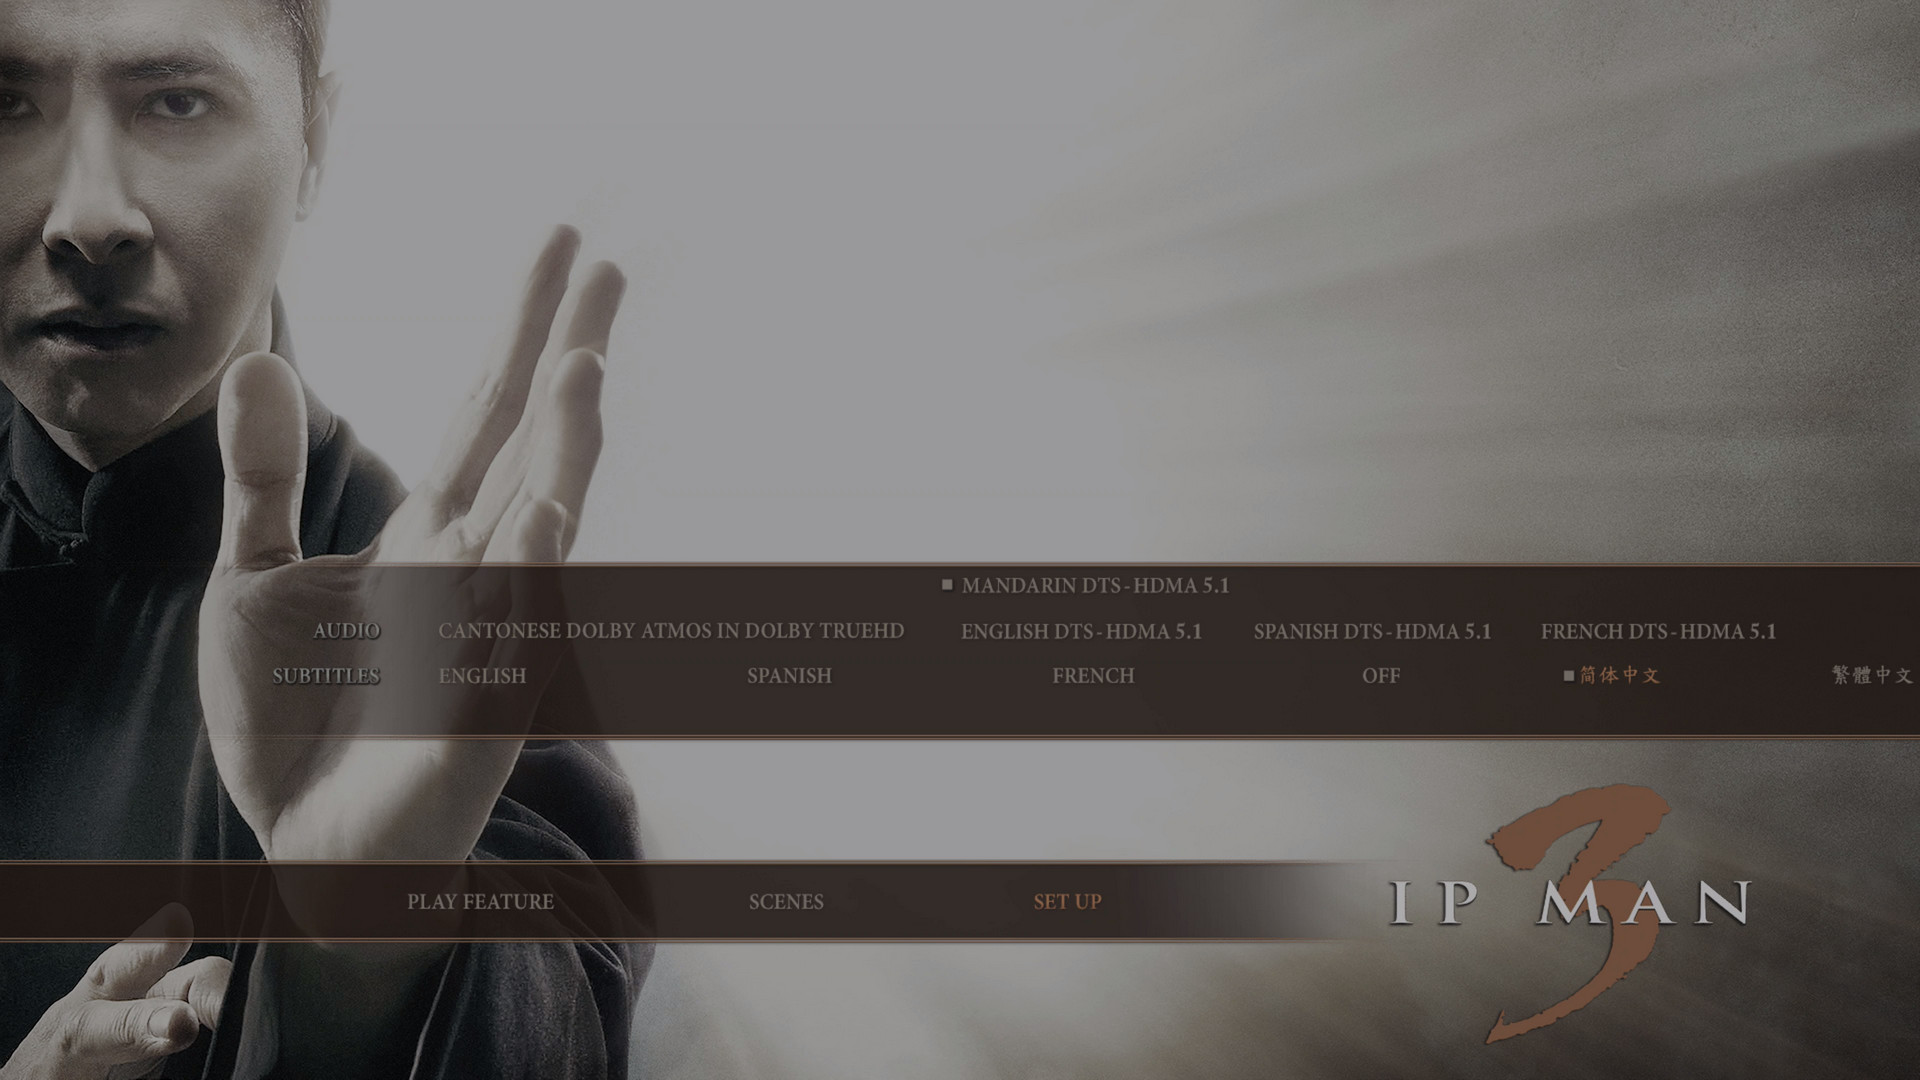 MANDARIN DTS-HDMA 5.1
AUDIO CANTONESE DOLBY ATMOS IN DOLBY TRUEHD ENGLISH DTS-HDMA 5.1 SPANISH DTS-HDMA 5.1 FRENCH DTS-HDMA 5.1
SUBTITLES ENGLISH SPANISH FRENCH OFF 简体中文 繁體中文
PLAY FEATURE SCENES SET UP
IP MAN 3